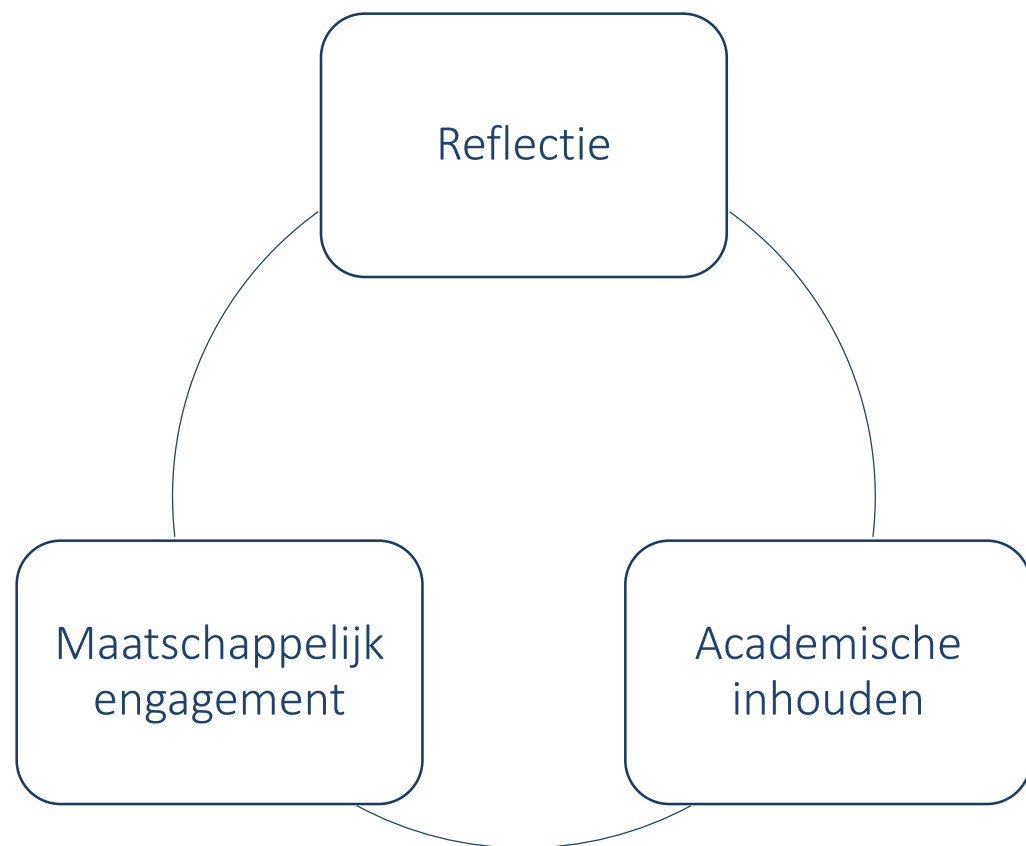 Reflectie
Maatschappelijk
engagement
Academische
inhouden